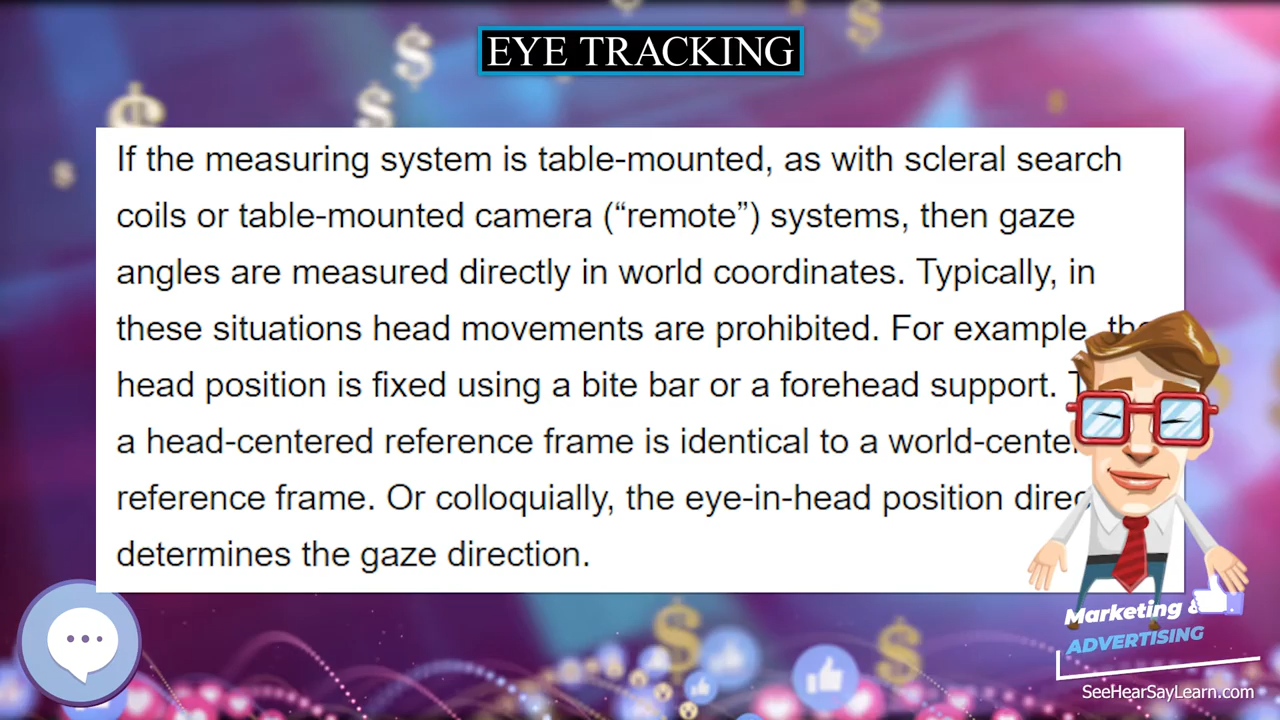 EYE TRACKING
If the measuring system is table-mounted, as with scleral search
coils or table-mounted camera (“remote”) systems, then gaze
angles are measured directly in world coordinates. Typically, in
these situations head movements are prohibited. For example, the
head position is fixed using a bite bar or a forehead support.
a head-centered reference frame is identical to a
reference frame. Or colloquially, the eye-in-head position
determines the gaze direction.
Marketing &
ADVERTISING
SeeHearSayLearn.com